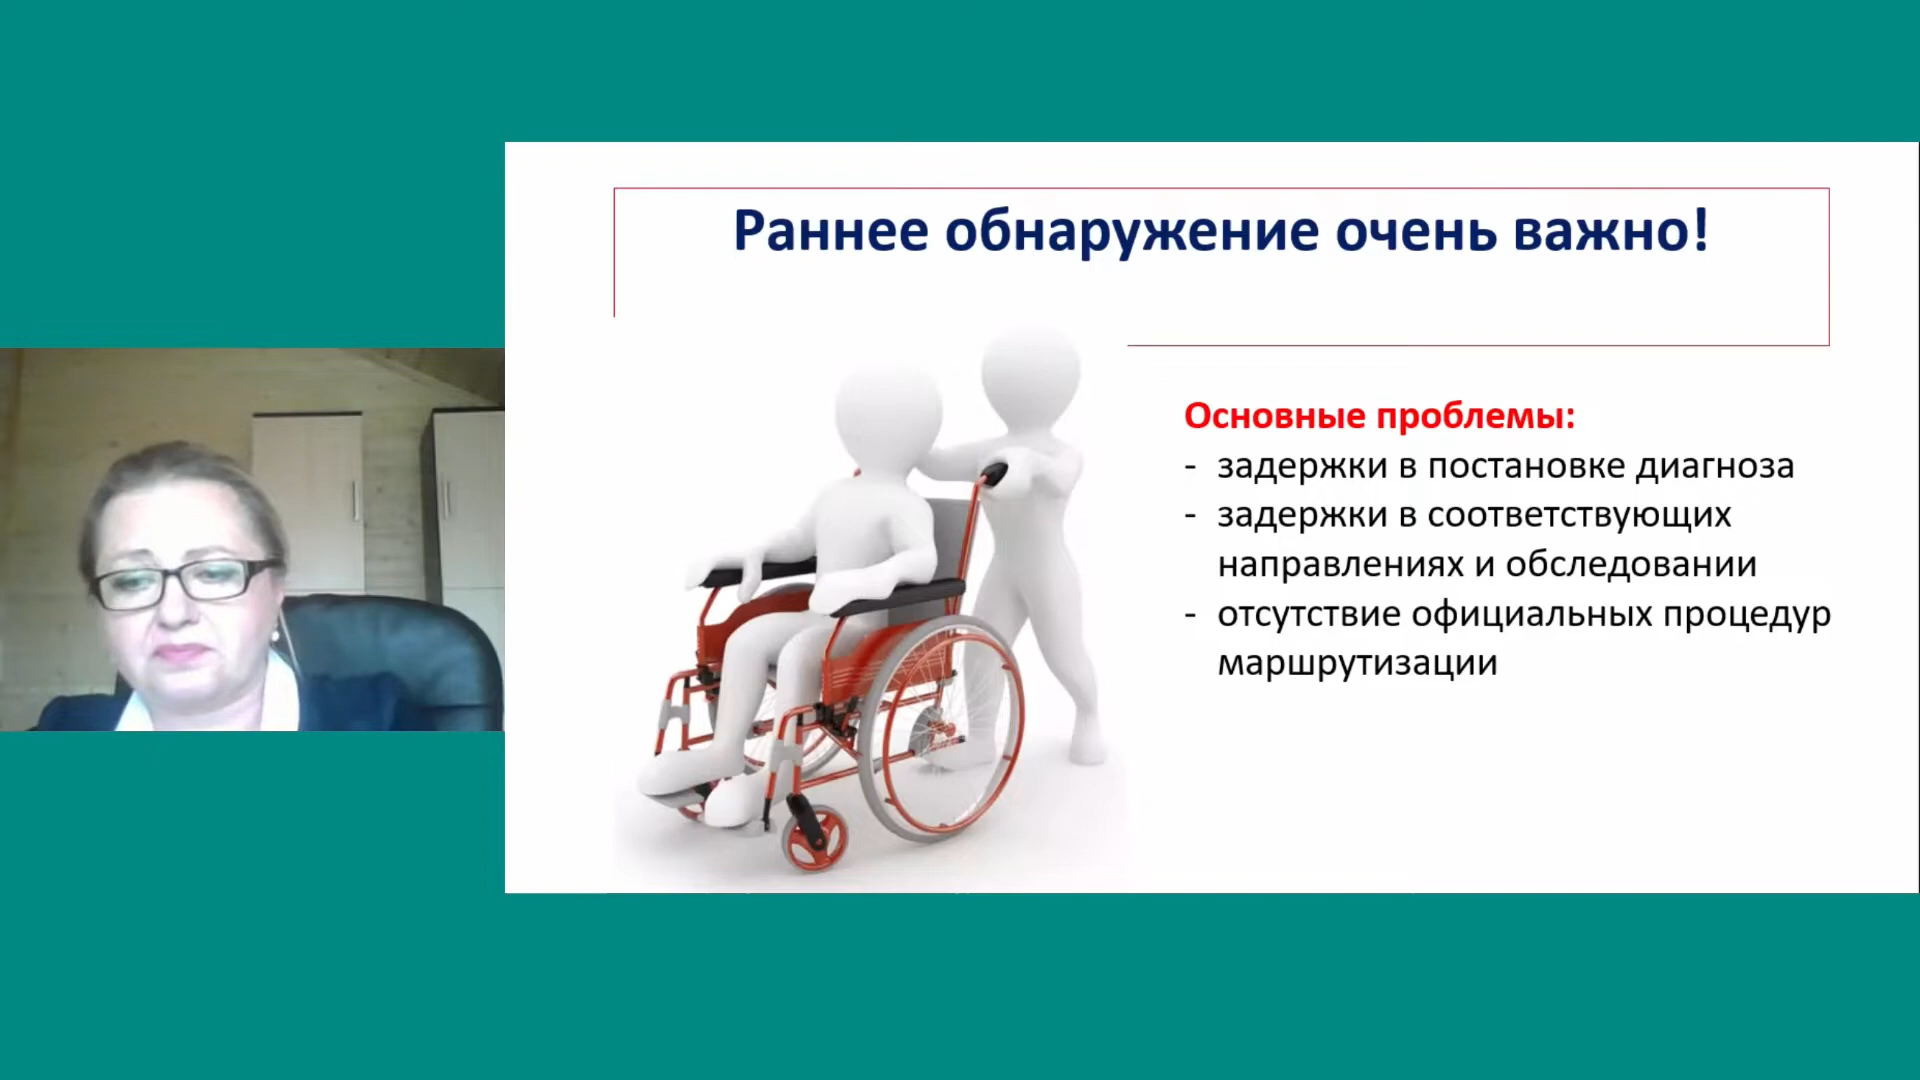 Раннее обнаружение очень важно!
Основные проблемы:
- задержки в постановке диагноза
- задержки в соответствующих
направлениях и обследовании
- отсутствие официальных процедур
маршрутизации